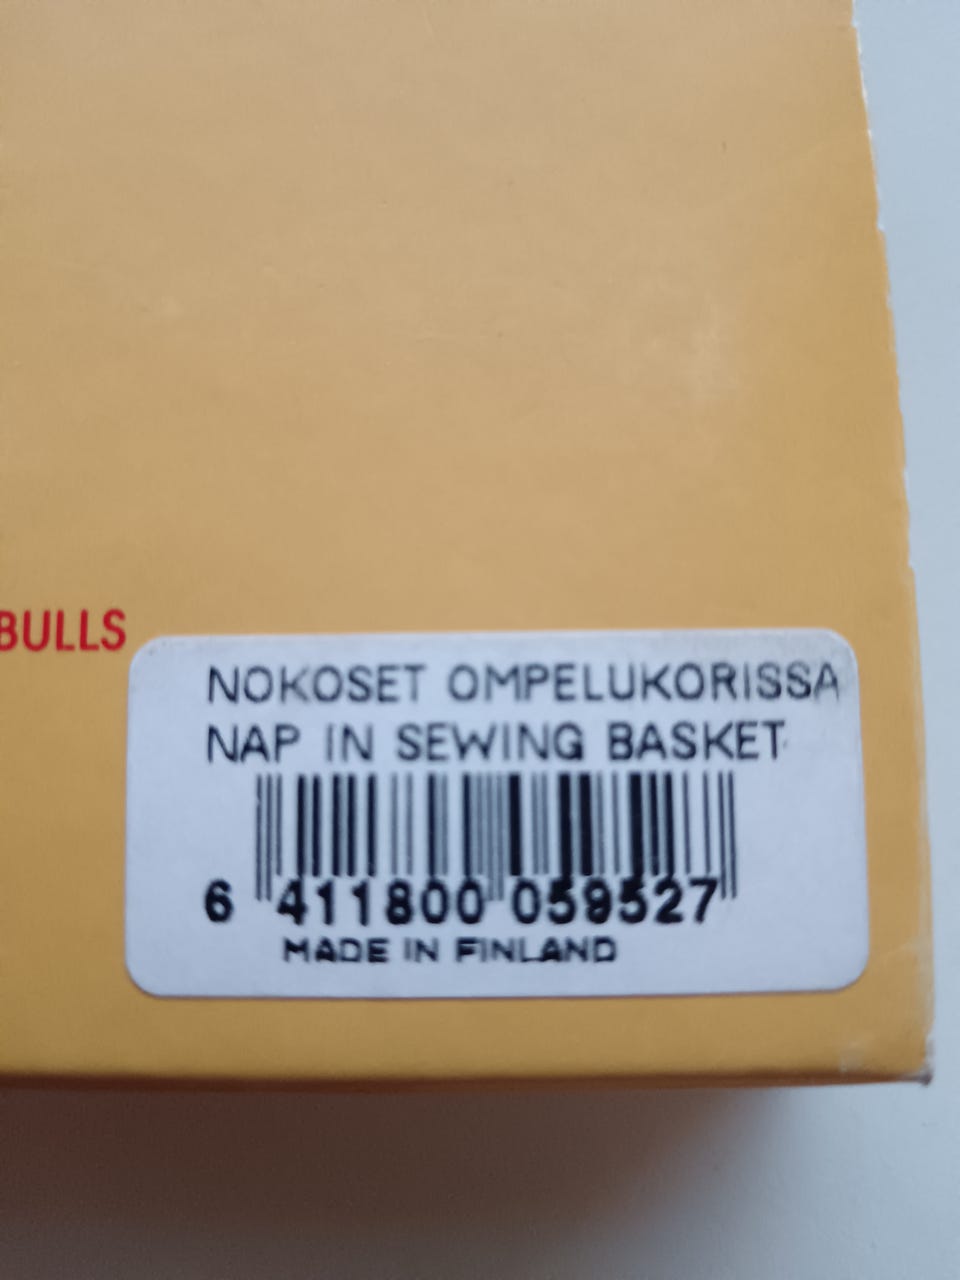 BULLS
NOKOSET OMPELUKORISSA
NAP IN SEWING BASKET
6 411800 059527
MADE IN FINLAND